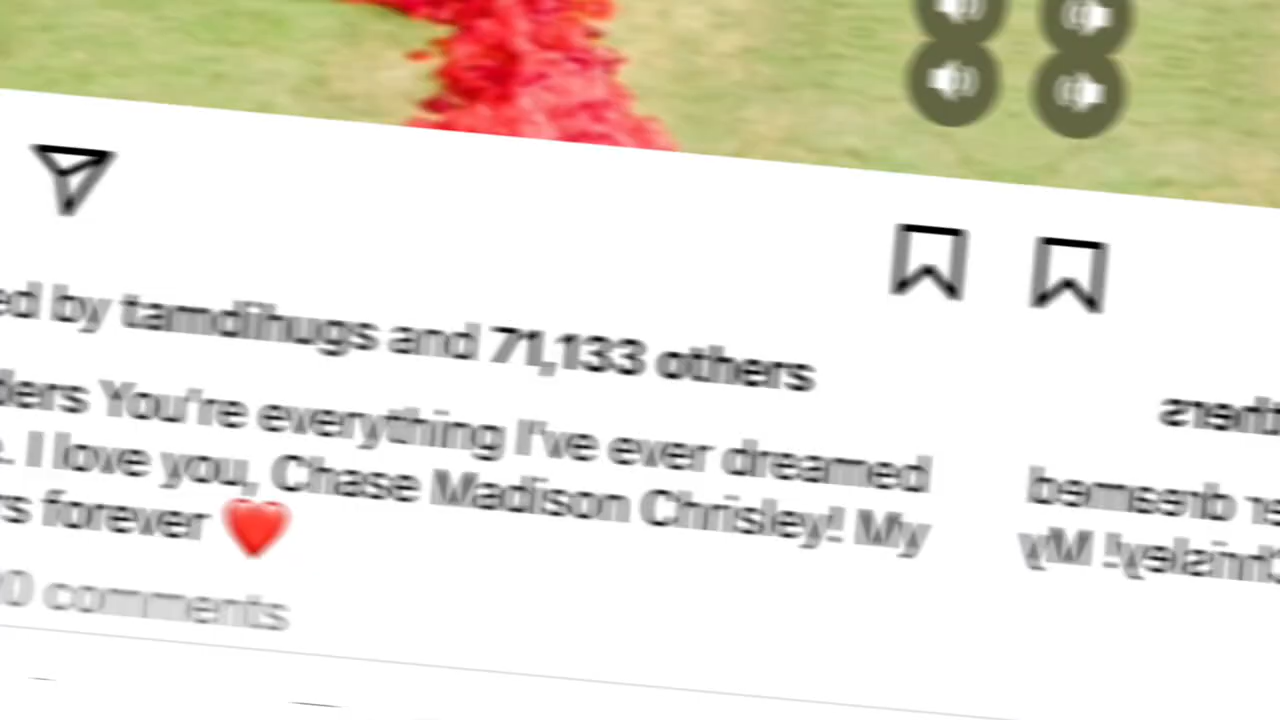 ed by tamdihugs and 71,133 others
ders You're everything I've ever dreamed
. I love you, Chase Madison Chrisley! My
rs forever ❤️
0 comments